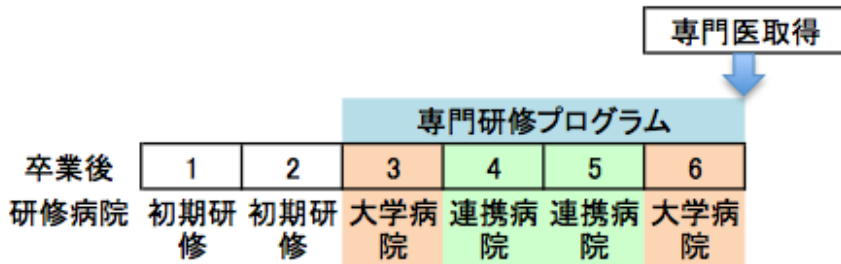 専門医取得
専門研修プログラム
卒業後 1 2 3 4 5 6
研修病院 初期研修 初期研修 大学病院 連携病院 連携病院 大学病院